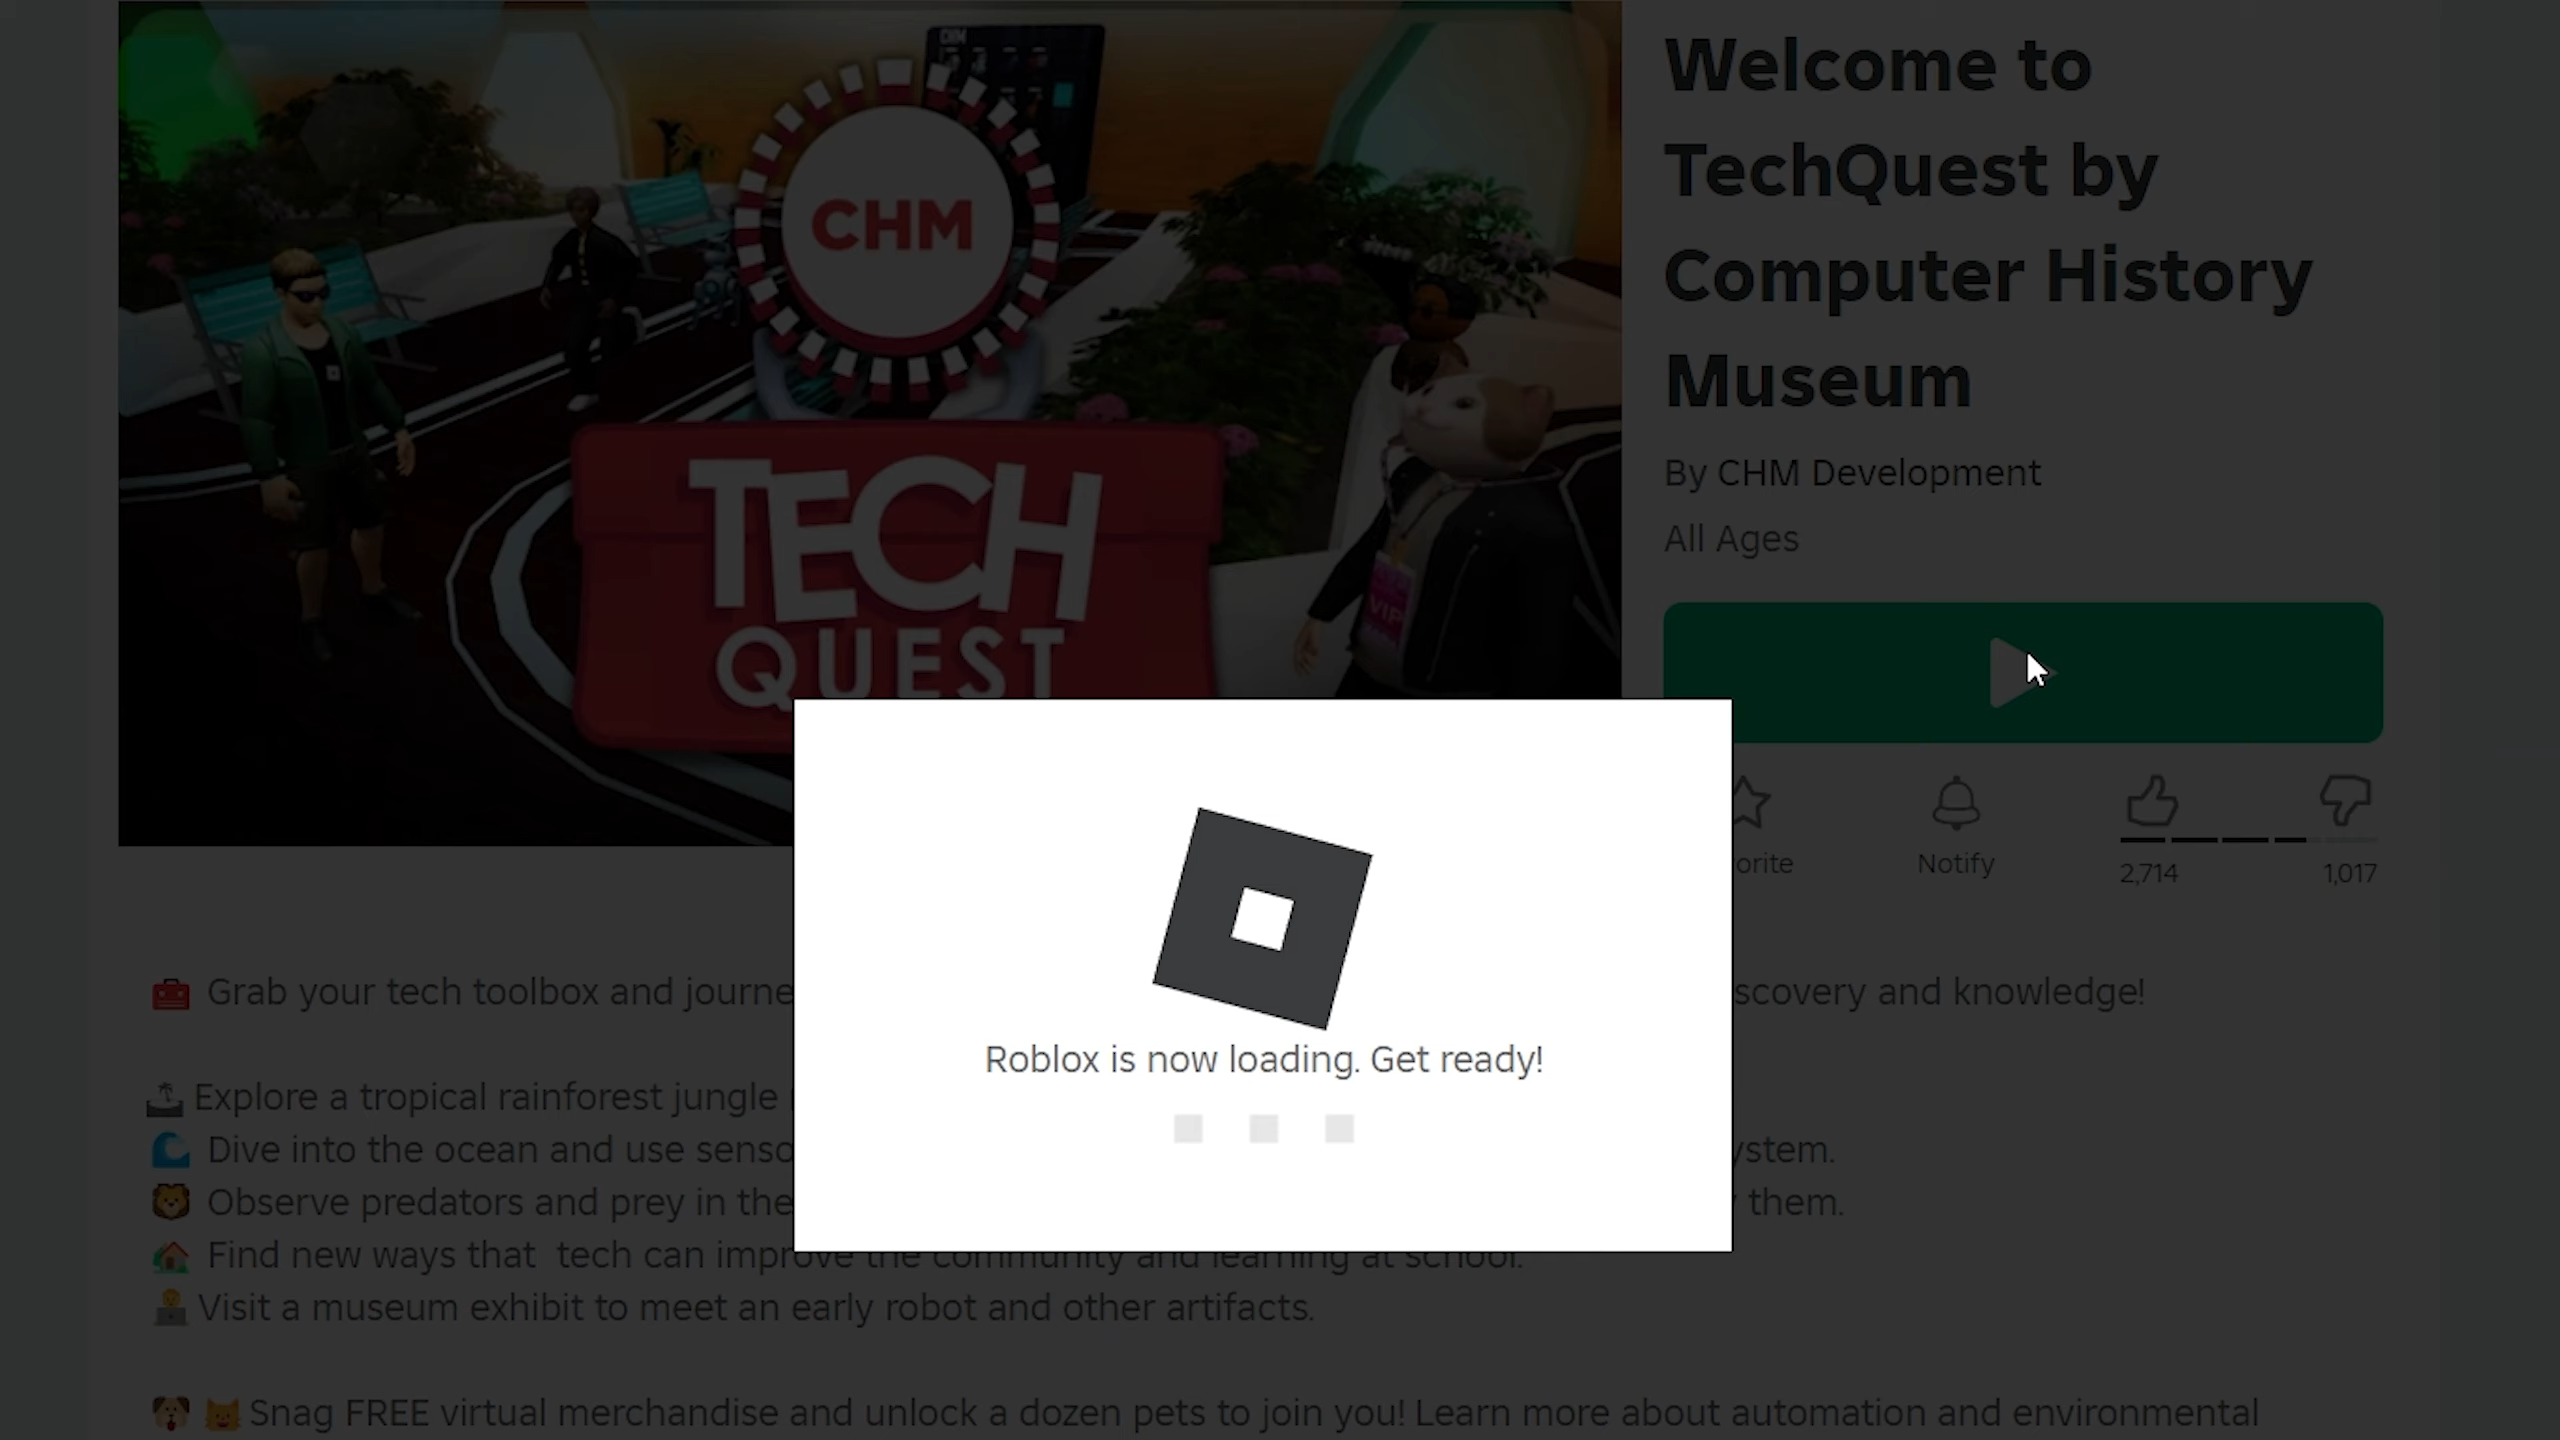 CHM
CHM
TECH
QUEST
VIP
Welcome to
TechQuest by
Computer History
Museum
By CHM Development
All Ages
orite
Notify
2,714
1,017
Roblox is now loading. Get ready!
Grab your tech toolbox and journe scovery and knowledge!
Explore a tropical rainforest jungle
Dive into the ocean and use senso ystem.
Observe predators and prey in the them.
Find new ways that tech can improve the community and learning at school.
Visit a museum exhibit to meet an early robot and other artifacts.
Snag FREE virtual merchandise and unlock a dozen pets to join you! Learn more about automation and environmental